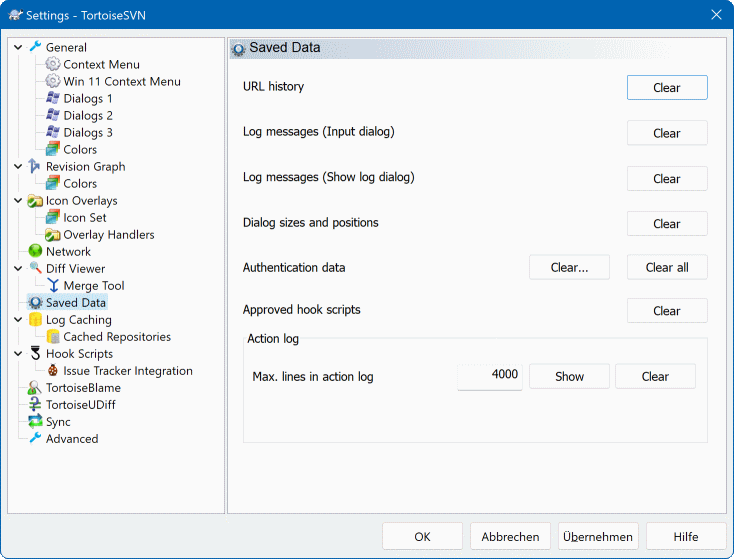 Settings - TortoiseSVN
General
Context Menu
Win 11 Context Menu
Dialogs 1
Dialogs 2
Dialogs 3
Colors
Revision Graph
Colors
Icon Overlays
Icon Set
Overlay Handlers
Network
Diff Viewer
Merge Tool
Saved Data
Log Caching
Cached Repositories
Hook Scripts
Issue Tracker Integration
TortoiseBlame
TortoiseUDiff
Sync
Advanced
Saved Data
URL history Clear
Log messages (Input dialog) Clear
Log messages (Show log dialog) Clear
Dialog sizes and positions Clear
Authentication data Clear... Clear all
Approved hook scripts Clear
Action log
Max. lines in action log 4000 Show Clear
OK Abbrechen Übernehmen Hilfe